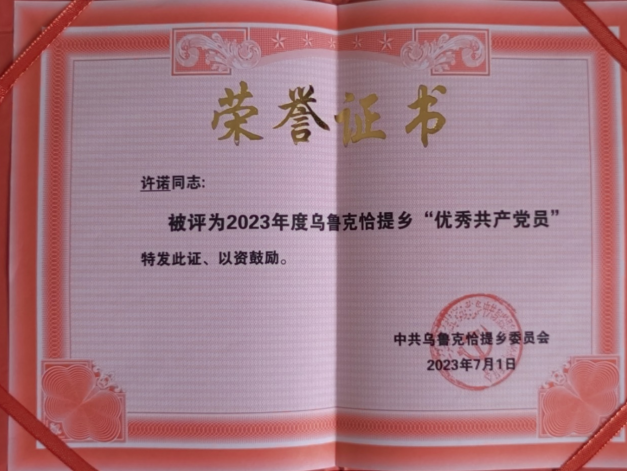 荣誉证书
许诺同志:
被评为2023年度乌鲁克恰提乡“优秀共产党员”
特发此证、以资鼓励。
中共乌鲁克恰提乡委员会
2023年7月1日